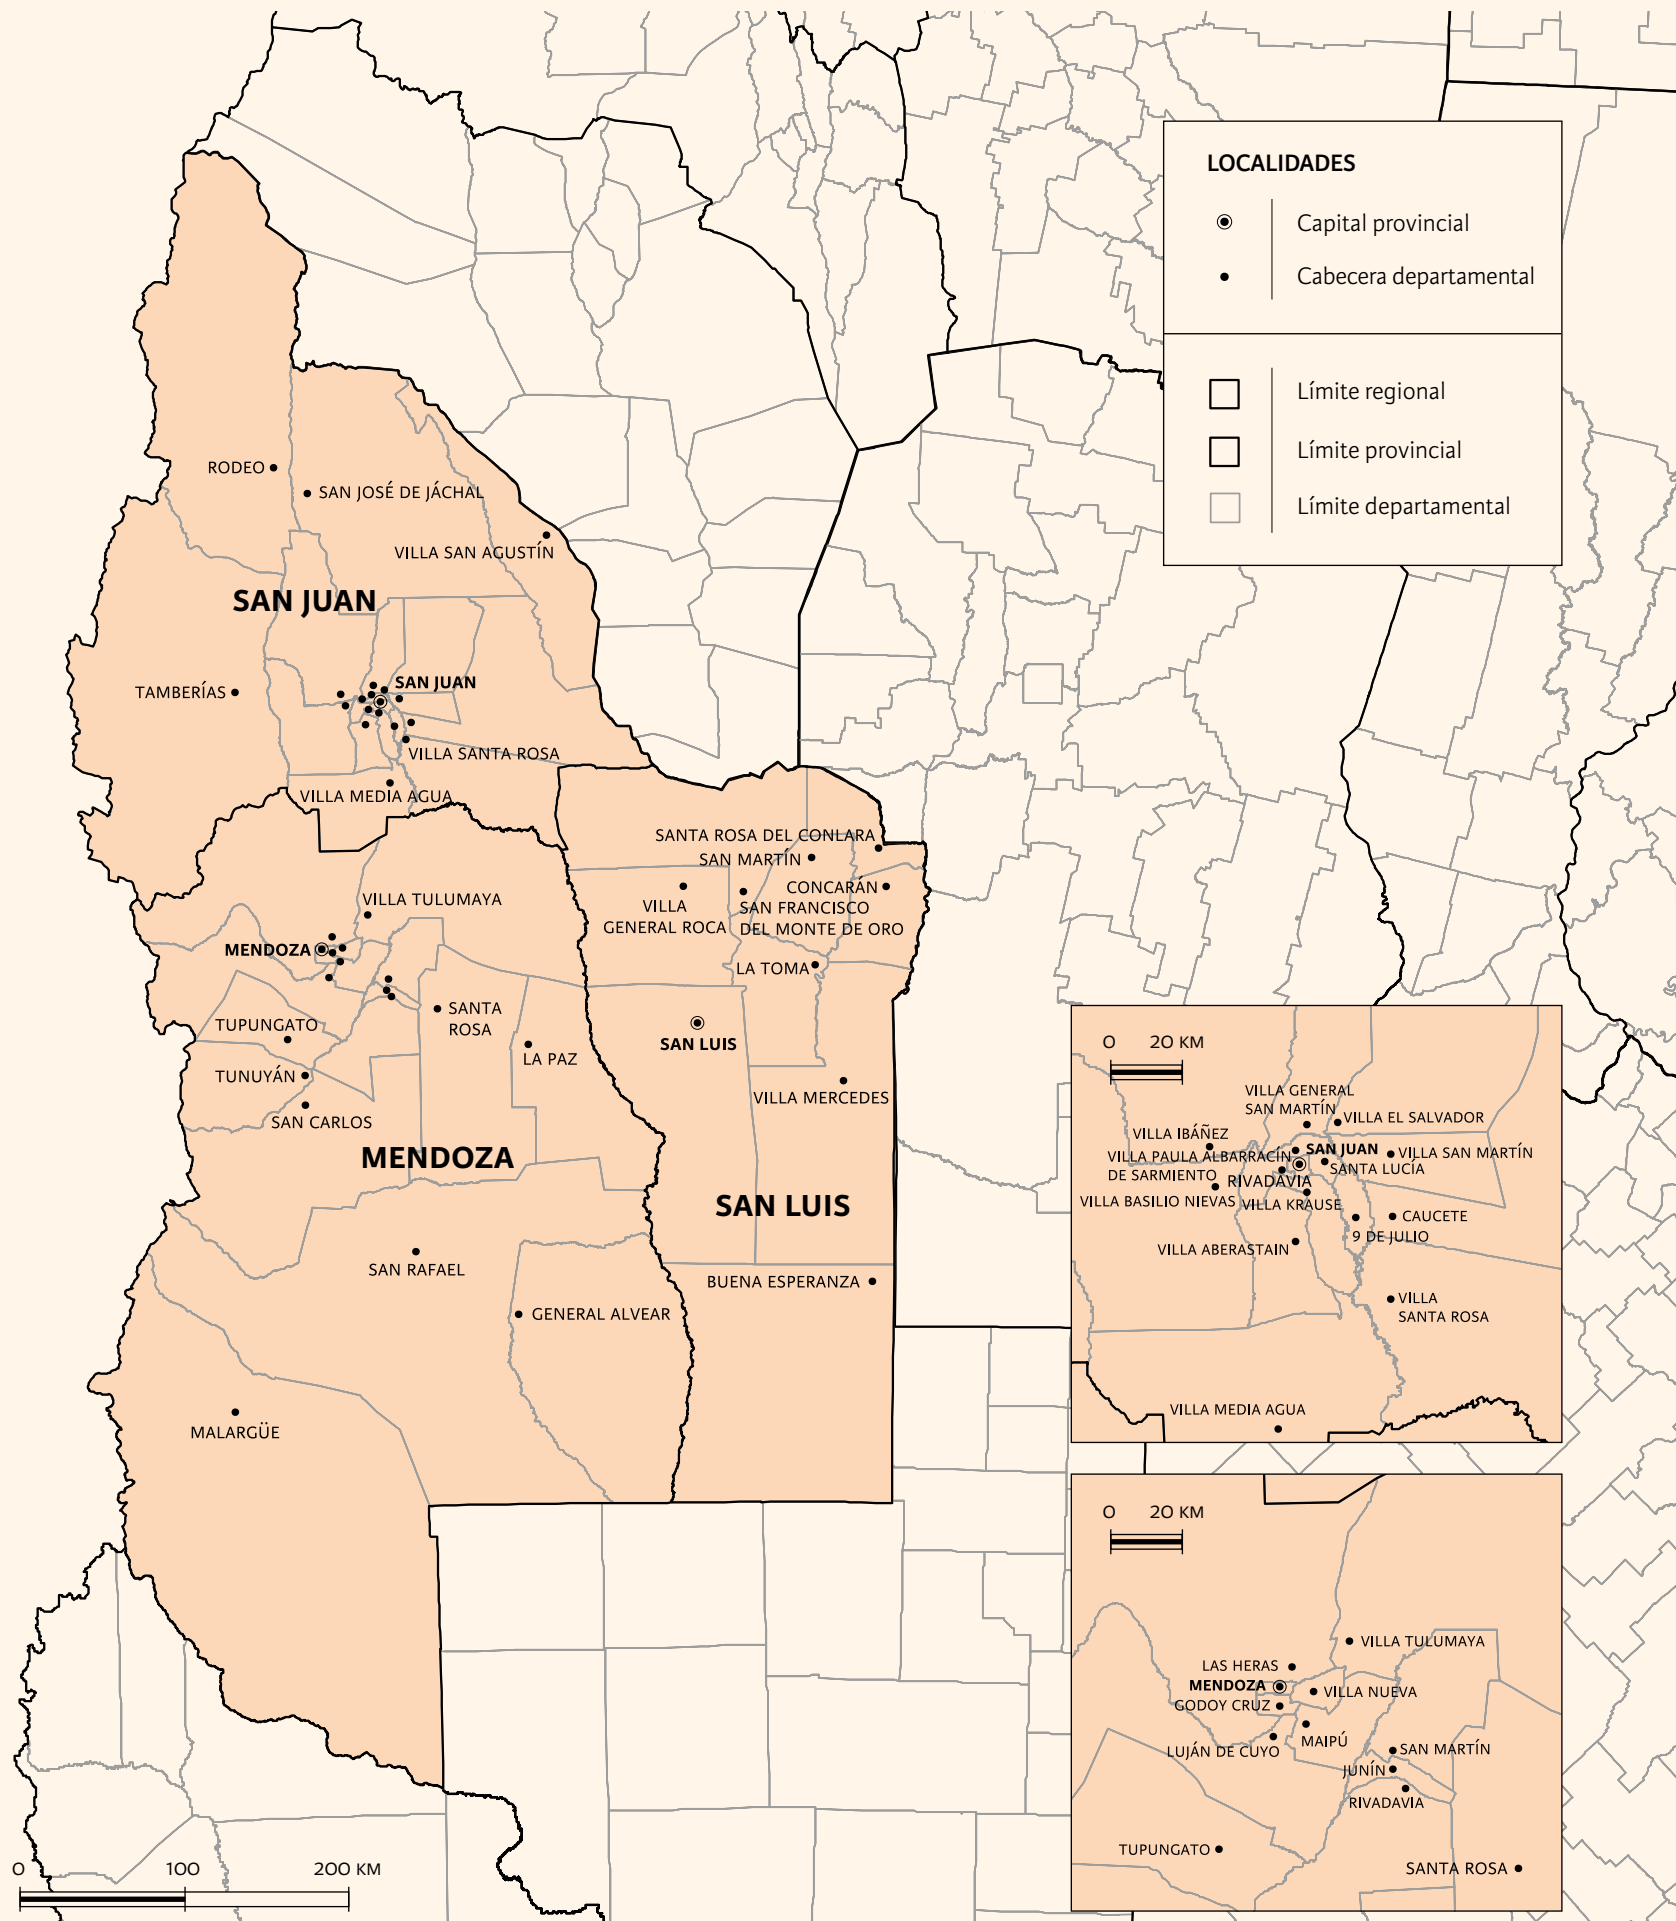 LOCALIDADES
Capital provincial
Cabecera departamental
Límite regional
Límite provincial
Límite departamental
RODEO
SAN JOSÉ DE JÁCHAL
VILLA SAN AGUSTÍN
SAN JUAN
TAMBERÍAS
SAN JUAN
VILLA SANTA ROSA
VILLA MEDIA AGUA
SANTA ROSA DEL CONLARA
SAN MARTÍN
CONCARÁN
VILLA
GENERAL ROCA
SAN FRANCISCO
DEL MONTE DE ORO
LA TOMA
SAN LUIS
VILLA MERCEDES
SAN LUIS
BUENA ESPERANZA
VILLA TULUMAYA
MENDOZA
SANTA
ROSA
TUPUNGATO
LA PAZ
TUNUYÁN
SAN CARLOS
MENDOZA
SAN RAFAEL
GENERAL ALVEAR
MALARGÜE
0 100 200 KM
0 20 KM
VILLA GENERAL
SAN MARTÍN
VILLA EL SALVADOR
VILLA IBÁÑEZ
SAN JUAN
VILLA SAN MARTÍN
VILLA PAULA ALBARRACÍN
DE SARMIENTO
SANTA LUCÍA
RIVADAVIA
VILLA BASILIO NIEVAS
VILLA KRAUSE
CAUCETE
9 DE JULIO
VILLA ABERASTAIN
VILLA
SANTA ROSA
VILLA MEDIA AGUA
0 20 KM
VILLA TULUMAYA
LAS HERAS
MENDOZA
VILLA NUEVA
GODOY CRUZ
MAIPÚ
LUJÁN DE CUYO
SAN MARTÍN
JUNÍN
RIVADAVIA
TUPUNGATO
SANTA ROSA